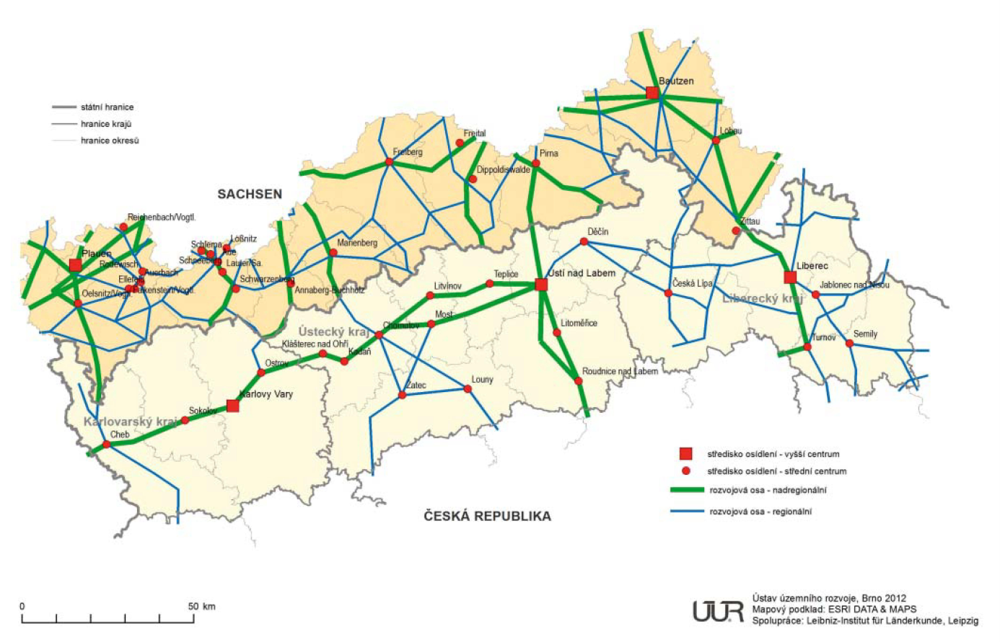 Bautzen
státní hranice
hranice krajů
hranice okresů
Löbau
Freital
Freiberg
Pirna
Dippoldiswalde
SACHSEN
Reichenbach/Vogtl.
Zittau
Lößnitz
Schlema
Aue
Děčín
Marienberg
Plauen
Schneeberg
Lauter/Sa.
Rodewisch
Auerbach
Liberec
Teplice
Ústí nad Labem
Ellefeld
Schwarzenberg
Česká Lípa
Jablonec nad Nisou
Litvínov
Oelsnitz/Vogtl.
Falkenstein/Vogtl.
Annaberg-Buchholz
Liberecký kraj
Most
Litoměřice
Chomutov
Ústecký kraj
Turnov
Semily
Klášterec nad Ohří
Kadaň
Ostrov
Roudnice nad Labem
Louny
Žatec
Karlovy Vary
Sokolov
Karlovarský kraj
Cheb
středisko osídlení - vyšší centrum
středisko osídlení - střední centrum
rozvojová osa - nadregionální
rozvojová osa - regionální
ČESKÁ REPUBLIKA
0 50 km
UUR
Ústav územního rozvoje, Brno 2012
Mapový podklad: ESRI DATA & MAPS
Spolupráce: Leibniz-Institut für Länderkunde, Leipzig